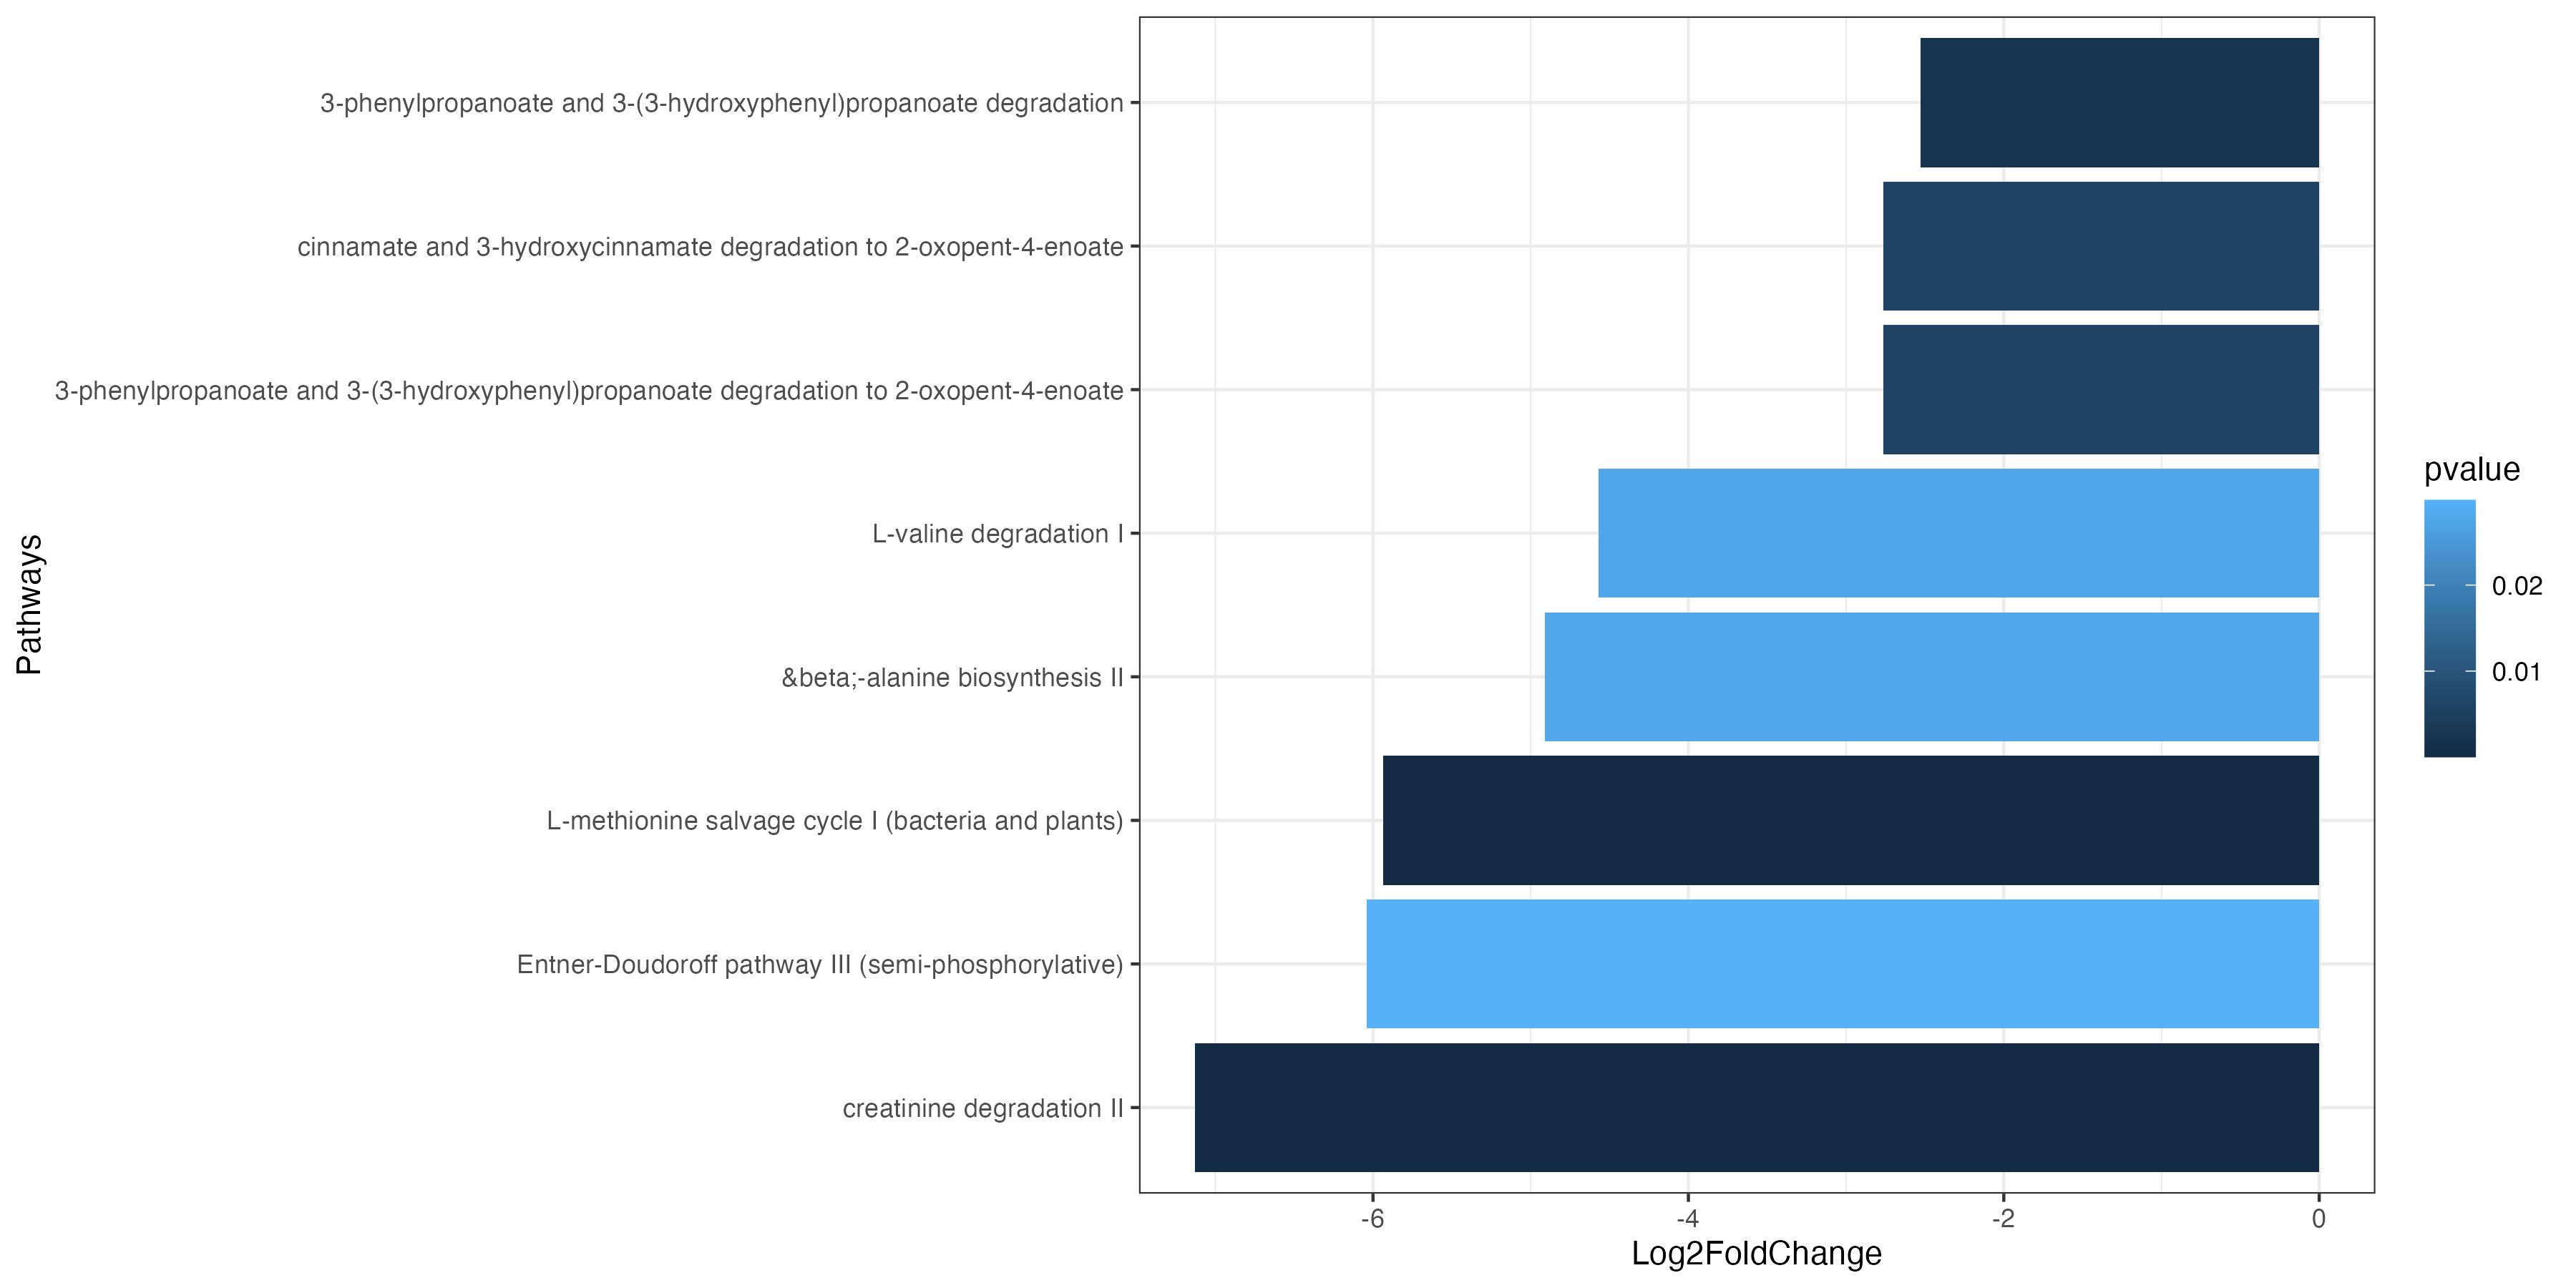 3-phenylpropanoate and 3-(3-hydroxyphenyl)propanoate degradation
cinnamate and 3-hydroxycinnamate degradation to 2-oxopent-4-enoate
3-phenylpropanoate and 3-(3-hydroxyphenyl)propanoate degradation to 2-oxopent-4-enoate
L-valine degradation I
&beta;-alanine biosynthesis II
L-methionine salvage cycle I (bacteria and plants)
Entner-Doudoroff pathway III (semi-phosphorylative)
creatinine degradation II
Pathways
-6 -4 -2 0
Log2FoldChange
pvalue
0.02
0.01